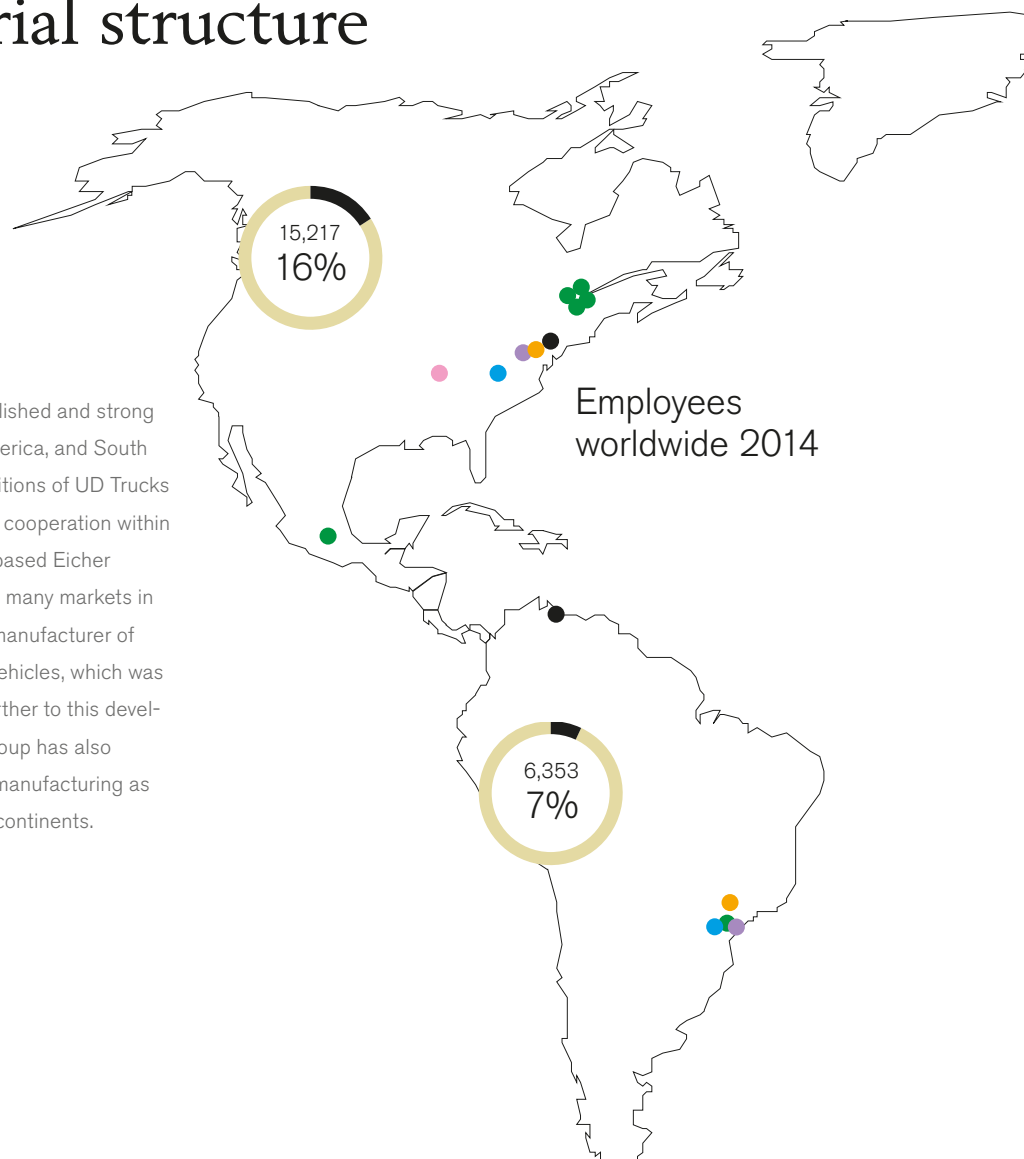 rial structure
15,217
16%
Employees
worldwide 2014
lished and strong
erica, and South
itions of UD Trucks
cooperation within
based Eicher
many markets in
manufacturer of
ehicles, which was
rther to this devel-
oup has also
manufacturing as
continents.
6,353
7%